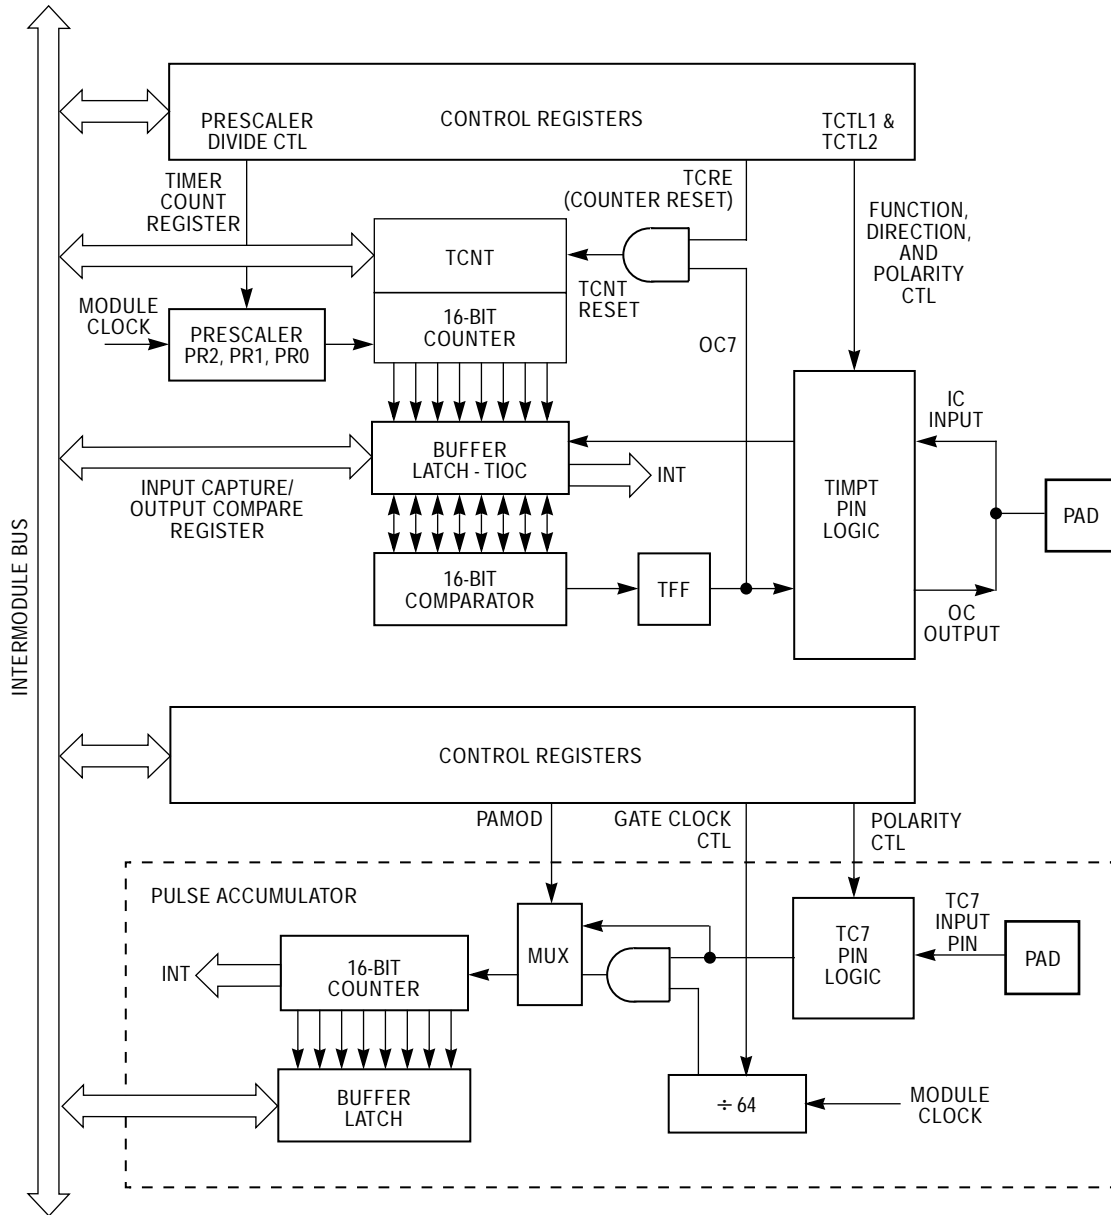 PRESCALER
DIVIDE CTL
CONTROL REGISTERS
TCTL1 &
TCTL2
TIMER
COUNT
REGISTER
TCRE
(COUNTER RESET)
FUNCTION,
DIRECTION,
AND
POLARITY
CTL
TCNT
TCNT
RESET
MODULE
CLOCK
PRESCALER
PR2, PR1, PR0
16-BIT
COUNTER
OC7
IC
INPUT
BUFFER
LATCH - TIOC
INT
INPUT CAPTURE/
OUTPUT COMPARE
REGISTER
TIMPT
PIN
LOGIC
PAD
16-BIT
COMPARATOR
TFF
OC
OUTPUT
INTERMODULE BUS
CONTROL REGISTERS
PAMOD
GATE CLOCK
CTL
POLARITY
CTL
PULSE ACCUMULATOR
TC7
INPUT
PIN
INT
16-BIT
COUNTER
MUX
TC7
PIN
LOGIC
PAD
BUFFER
LATCH
÷ 64
MODULE
CLOCK